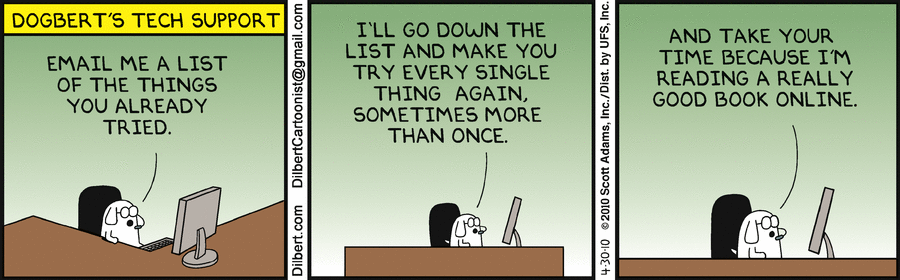 DOGBERT'S TECH SUPPORT
EMAIL ME A LIST
OF THE THINGS
YOU ALREADY
TRIED.
Dilbert.com DilbertCartoonist@gmail.com
I'LL GO DOWN THE
LIST AND MAKE YOU
TRY EVERY SINGLE
THING AGAIN,
SOMETIMES MORE
THAN ONCE.
4-30-10 © 2010 Scott Adams, Inc./Dist. by UFS, Inc.
AND TAKE YOUR
TIME BECAUSE I'M
READING A REALLY
GOOD BOOK ONLINE.